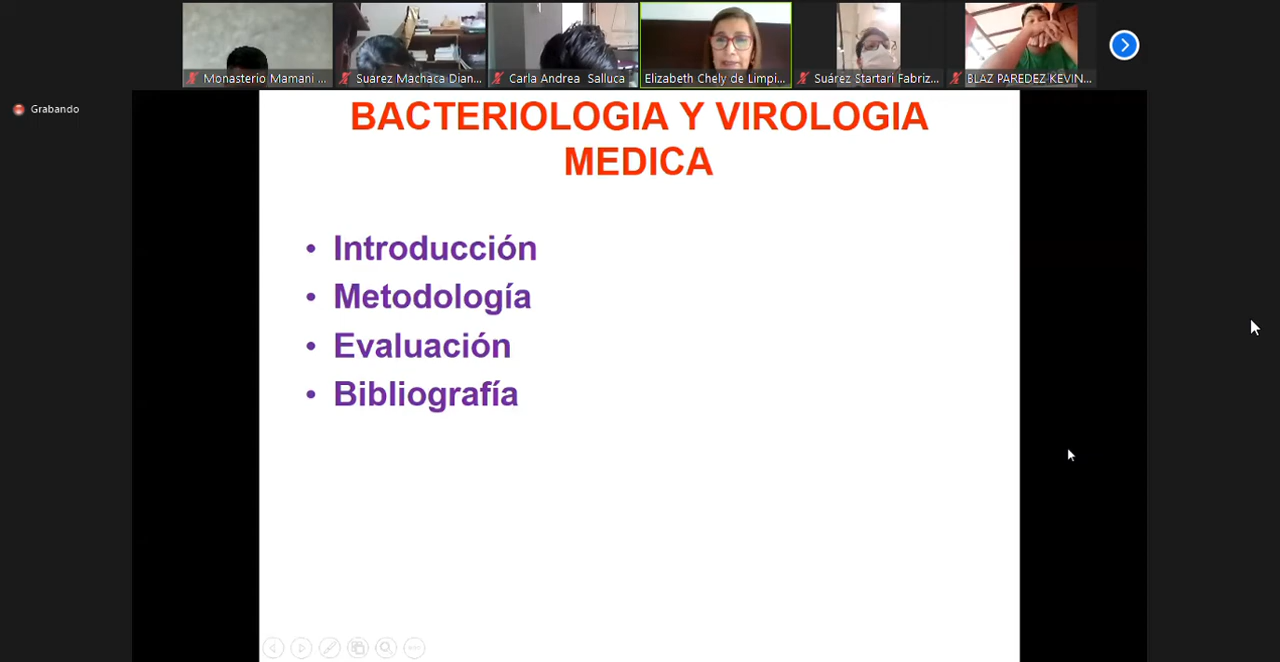 Monasterio Mamani ...
Suarez Machaca Dian...
Carla Andrea Salluca
Elizabeth Chely de Limpi...
Suárez Startari Fabriz...
BLAZ PAREDEZ KEVIN...
Grabando
BACTERIOLOGIA Y VIROLOGIA
MEDICA
• Introducción
• Metodología
• Evaluación
• Bibliografía